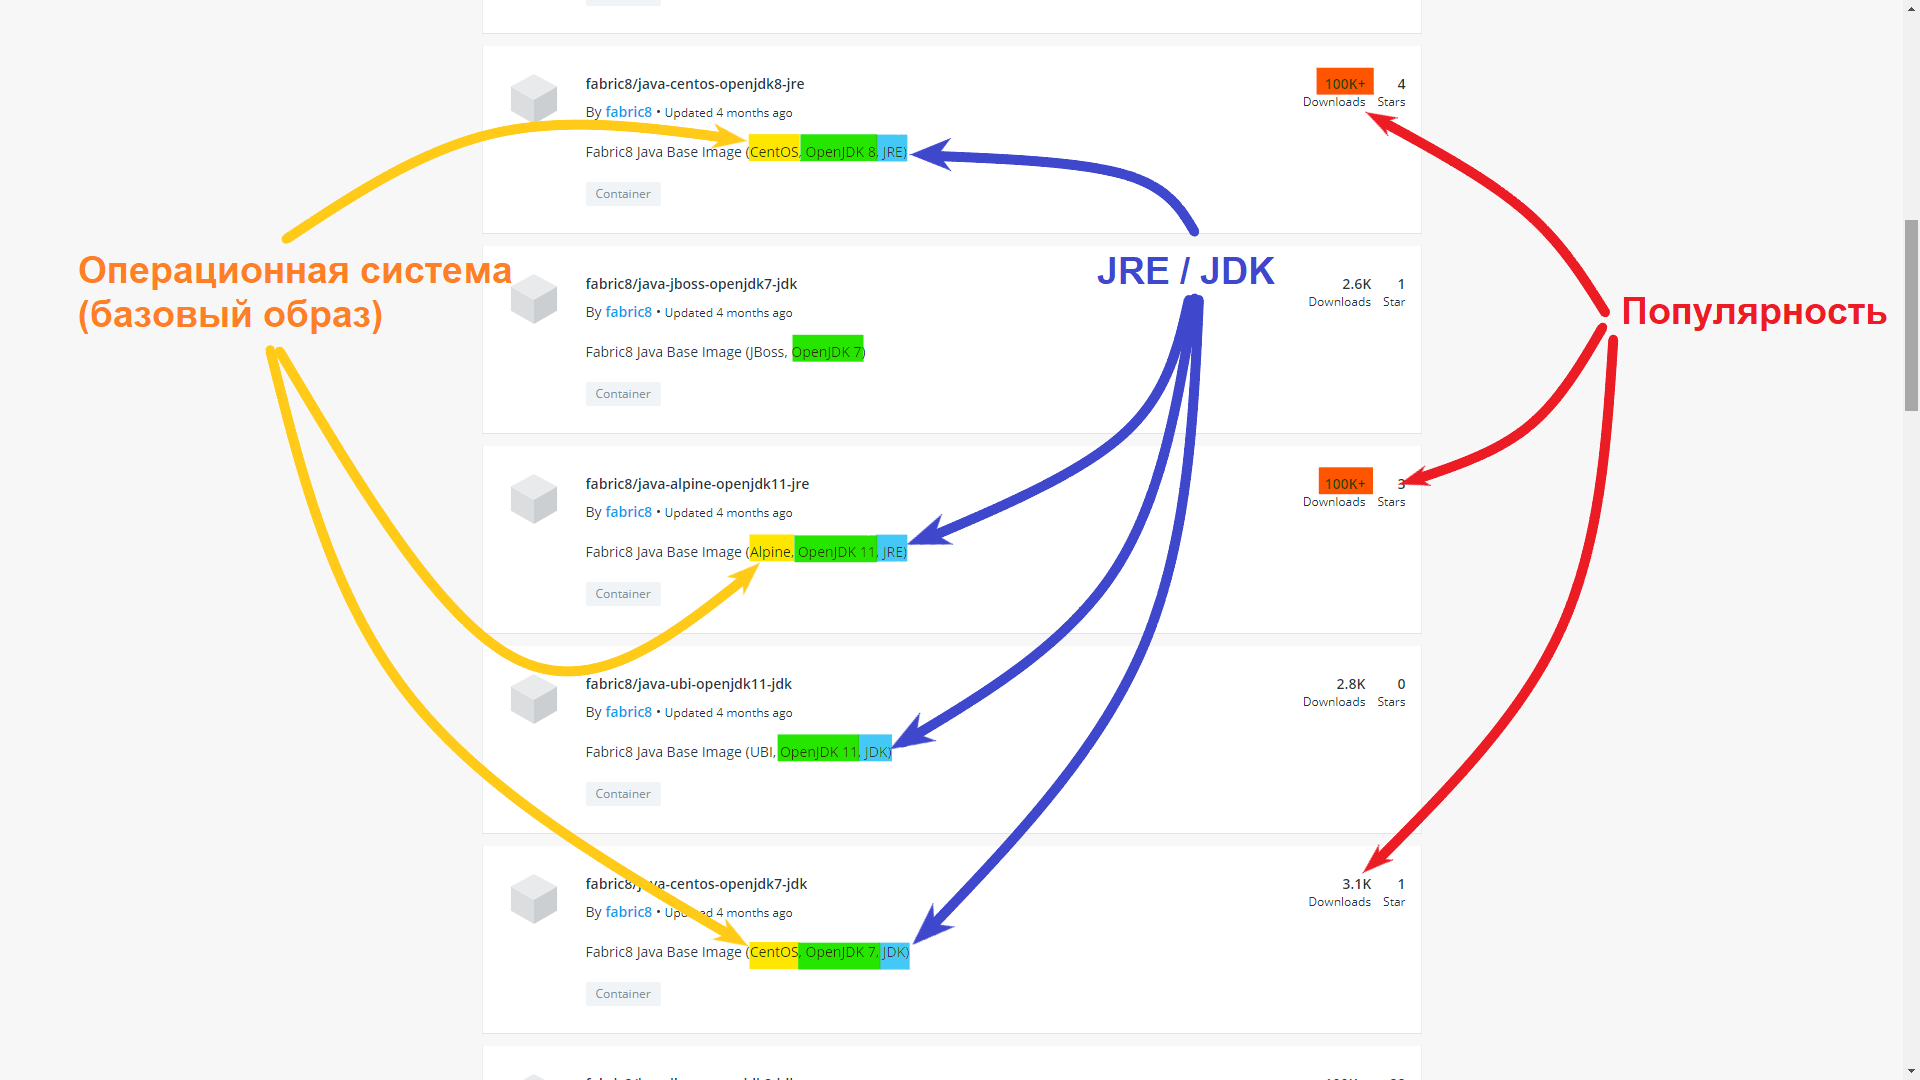 Container
fabric8/java-centos-openjdk8-jre
By fabric8 • Updated 4 months ago
Fabric8 Java Base Image (CentOS, OpenJDK 8, JRE)
Container
100K+ 4
Downloads Stars
Операционная система
(базовый образ)
fabric8/java-jboss-openjdk7-jdk
By fabric8 • Updated 4 months ago
Fabric8 Java Base Image (JBoss, OpenJDK 7)
Container
JRE / JDK
2.6K 1
Downloads Star
Популярность
fabric8/java-alpine-openjdk11-jre
By fabric8 • Updated 4 months ago
Fabric8 Java Base Image (Alpine, OpenJDK 11, JRE)
Container
100K+ 3
Downloads Stars
fabric8/java-ubi-openjdk11-jdk
By fabric8 • Updated 4 months ago
Fabric8 Java Base Image (UBI, OpenJDK 11, JDK)
Container
2.8K 0
Downloads Stars
fabric8/java-centos-openjdk7-jdk
By fabric8 • Updated 4 months ago
Fabric8 Java Base Image (CentOS, OpenJDK 7, JDK)
Container
3.1K 1
Downloads Star